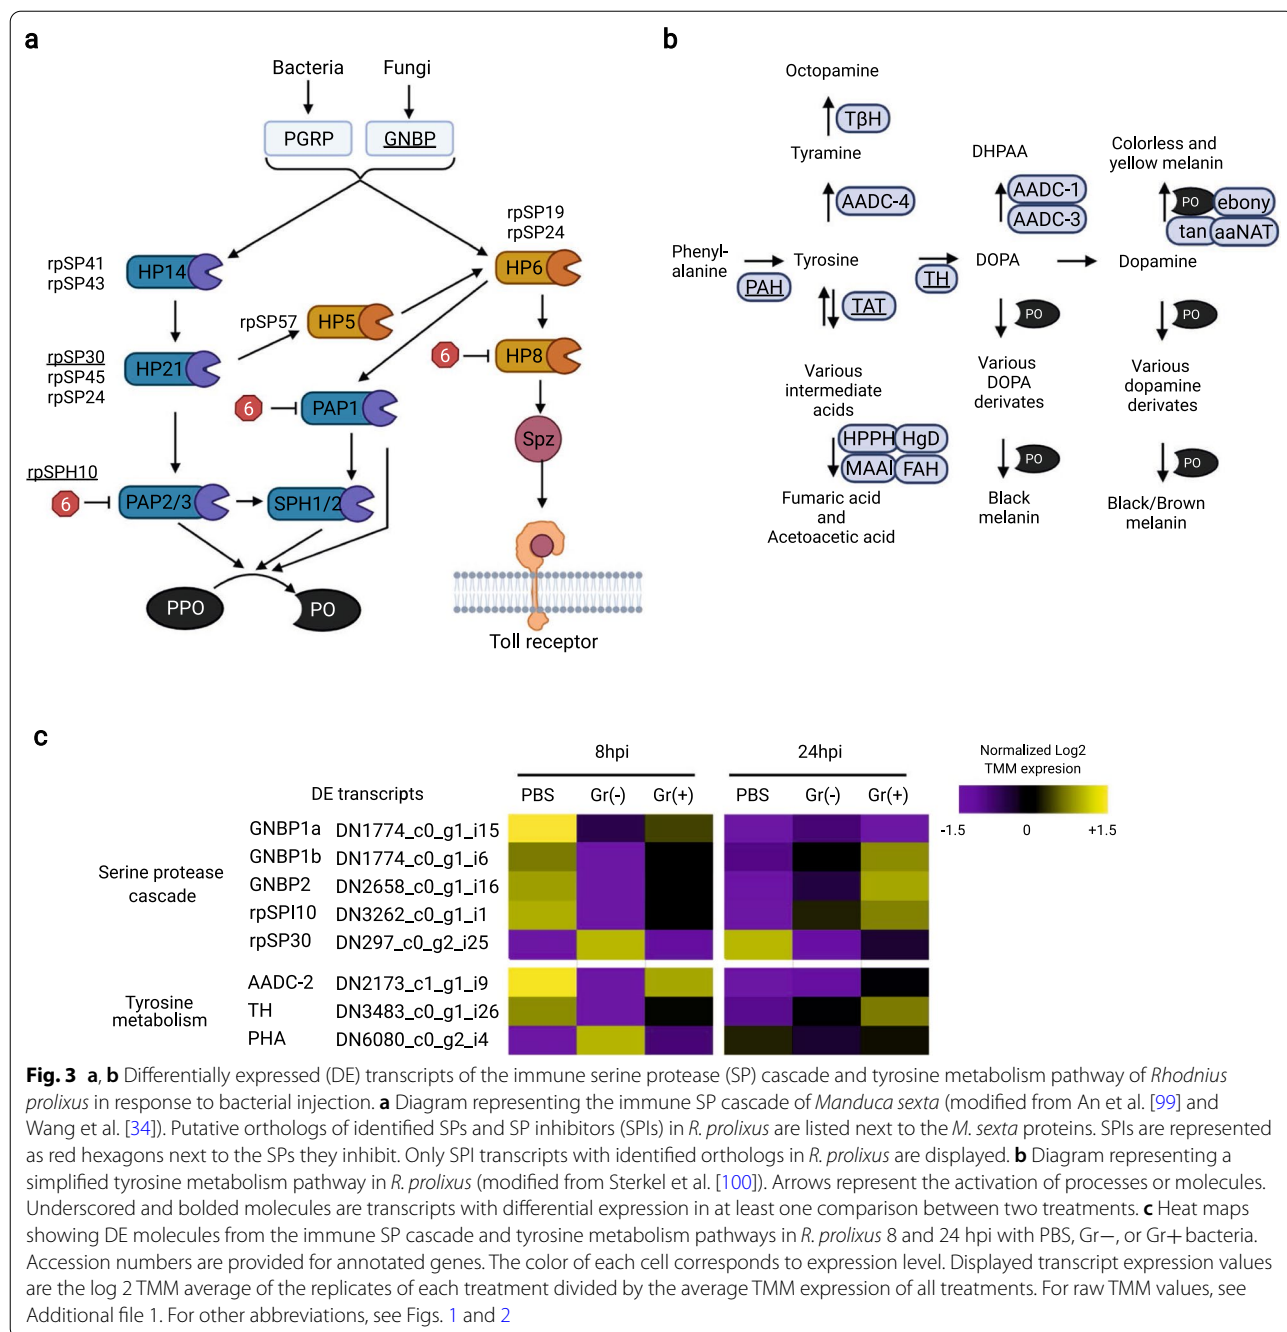 a
Bacteria
Fungi
PGRP
GNBP
rpSP19
rpSP24
rpSP41
rpSP43
HP14
HP6
rpSP57
HP5
rpSP30
rpSP45
rpSP24
HP21
6
HP8
6
PAP1
Spz
rpSPH10
6
PAP2/3
SPH1/2
PPO
PO
Toll receptor
b
Octopamine
TβH
Tyramine
AADC-4
DHPAA
AADC-1
AADC-3
Colorless and
yellow melanin
PO
ebony
tan
aaNAT
Phenyl-
alanine
PAH
Tyrosine
TH
DOPA
Dopamine
TAT
PO
PO
Various
intermediate
acids
Various
DOPA
derivates
Various
dopamine
derivates
HPPH
HgD
MAAI
FAH
PO
PO
Fumaric acid
and
Acetoacetic acid
Black
melanin
Black/Brown
melanin
c
8hpi
24hpi
Normalized Log2
TMM expresion
-1.5
0
+1.5
DE transcripts
PBS
Gr(-)
Gr(+)
PBS
Gr(-)
Gr(+)
Serine protease
cascade
GNBP1a DN1774_c0_g1_i15
GNBP1b DN1774_c0_g1_i6
GNBP2 DN2658_c0_g1_i16
rpSPI10 DN3262_c0_g1_i1
rpSP30 DN297_c0_g2_i25
Tyrosine
metabolism
AADC-2 DN2173_c1_g1_i9
TH DN3483_c0_g1_i26
PHA DN6080_c0_g2_i4
Fig. 3 a, b Differentially expressed (DE) transcripts of the immune serine protease (SP) cascade and tyrosine metabolism pathway of Rhodnius
prolixus in response to bacterial injection. a Diagram representing the immune SP cascade of Manduca sexta (modified from An et al. [99] and
Wang et al. [34]). Putative orthologs of identified SPs and SP inhibitors (SPIs) in R. prolixus are listed next to the M. sexta proteins. SPIs are represented
as red hexagons next to the SPs they inhibit. Only SPI transcripts with identified orthologs in R. prolixus are displayed. b Diagram representing a
simplified tyrosine metabolism pathway in R. prolixus (modified from Sterkel et al. [100]). Arrows represent the activation of processes or molecules.
Underscored and bolded molecules are transcripts with differential expression in at least one comparison between two treatments. c Heat maps
showing DE molecules from the immune SP cascade and tyrosine metabolism pathways in R. prolixus 8 and 24 hpi with PBS, Gr−, or Gr+ bacteria.
Accession numbers are provided for annotated genes. The color of each cell corresponds to expression level. Displayed transcript expression values
are the log 2 TMM average of the replicates of each treatment divided by the average TMM expression of all treatments. For raw TMM values, see
Additional file 1. For other abbreviations, see Figs. 1 and 2